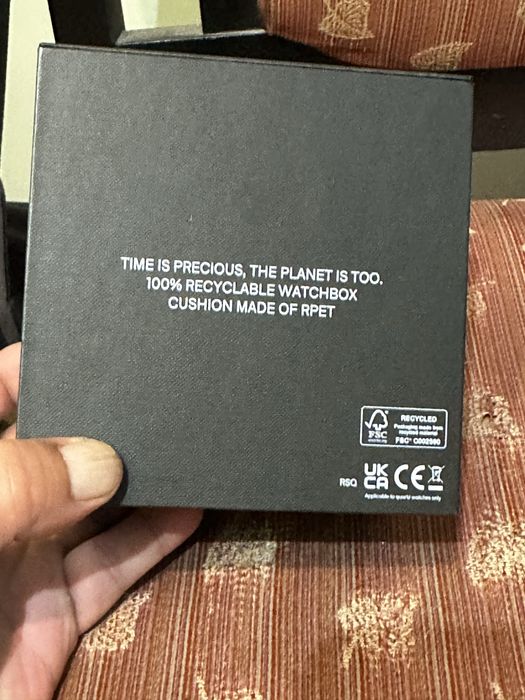 TIME IS PRECIOUS, THE PLANET IS TOO.
100% RECYCLABLE WATCHBOX
CUSHION MADE OF RPET
RECYCLED
Packaging made from
recycled material
FSC
FSC® C002980
RSQ
UK
CA
CE
Applicable to quartz watches only